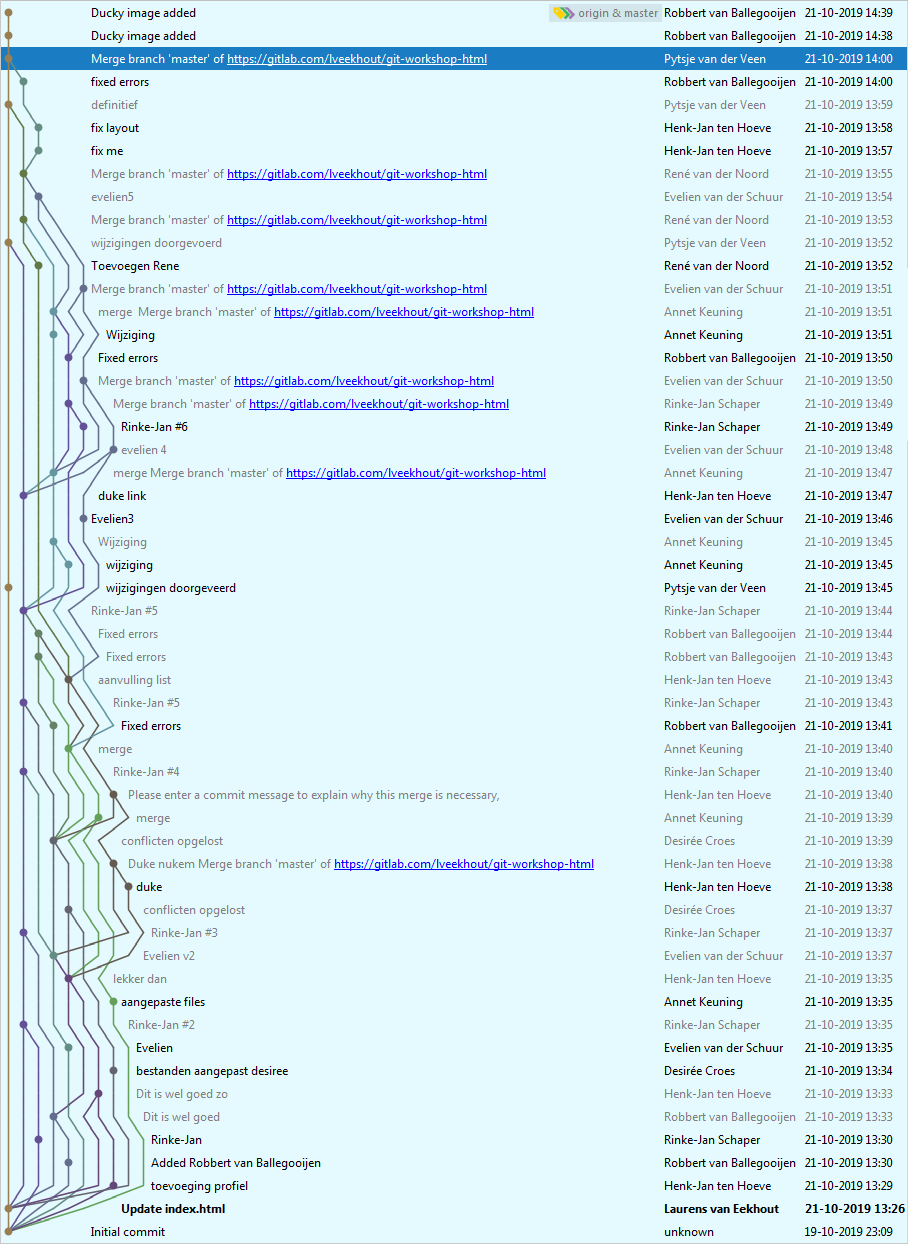 Ducky image added origin & master Robbert van Ballegooijen 21-10-2019 14:39
Ducky image added Robbert van Ballegooijen 21-10-2019 14:38
Merge branch 'master' of https://gitlab.com/lveekhout/git-workshop-html Pytsje van der Veen 21-10-2019 14:00
fixed errors Robbert van Ballegooijen 21-10-2019 14:00
definitief Pytsje van der Veen 21-10-2019 13:59
fix layout Henk-Jan ten Hoeve 21-10-2019 13:58
fix me Henk-Jan ten Hoeve 21-10-2019 13:57
Merge branch 'master' of https://gitlab.com/lveekhout/git-workshop-html René van der Noord 21-10-2019 13:55
evelien5 Evelien van der Schuur 21-10-2019 13:54
Merge branch 'master' of https://gitlab.com/lveekhout/git-workshop-html René van der Noord 21-10-2019 13:53
wijzigingen doorgevoerd Pytsje van der Veen 21-10-2019 13:52
Toevoegen Rene René van der Noord 21-10-2019 13:52
Merge branch 'master' of https://gitlab.com/lveekhout/git-workshop-html Evelien van der Schuur 21-10-2019 13:51
merge Merge branch 'master' of https://gitlab.com/lveekhout/git-workshop-html Annet Keuning 21-10-2019 13:51
Wijziging Annet Keuning 21-10-2019 13:51
Fixed errors Robbert van Ballegooijen 21-10-2019 13:50
Merge branch 'master' of https://gitlab.com/lveekhout/git-workshop-html Evelien van der Schuur 21-10-2019 13:50
Merge branch 'master' of https://gitlab.com/lveekhout/git-workshop-html Rinke-Jan Schaper 21-10-2019 13:49
Rinke-Jan #6 Rinke-Jan Schaper 21-10-2019 13:49
evelien 4 Evelien van der Schuur 21-10-2019 13:48
merge Merge branch 'master' of https://gitlab.com/lveekhout/git-workshop-html Annet Keuning 21-10-2019 13:47
duke link Henk-Jan ten Hoeve 21-10-2019 13:47
Evelien3 Evelien van der Schuur 21-10-2019 13:46
Wijziging Annet Keuning 21-10-2019 13:45
wijziging Annet Keuning 21-10-2019 13:45
wijzigingen doorgeveerd Pytsje van der Veen 21-10-2019 13:45
Rinke-Jan #5 Rinke-Jan Schaper 21-10-2019 13:44
Fixed errors Robbert van Ballegooijen 21-10-2019 13:44
Fixed errors Robbert van Ballegooijen 21-10-2019 13:43
aanvulling list Henk-Jan ten Hoeve 21-10-2019 13:43
Rinke-Jan #5 Rinke-Jan Schaper 21-10-2019 13:43
Fixed errors Robbert van Ballegooijen 21-10-2019 13:41
merge Annet Keuning 21-10-2019 13:40
Rinke-Jan #4 Rinke-Jan Schaper 21-10-2019 13:40
Please enter a commit message to explain why this merge is necessary, Henk-Jan ten Hoeve 21-10-2019 13:40
merge Annet Keuning 21-10-2019 13:39
conflicten opgelost Desirée Croes 21-10-2019 13:39
Duke nukem Merge branch 'master' of https://gitlab.com/lveekhout/git-workshop-html Henk-Jan ten Hoeve 21-10-2019 13:38
duke Henk-Jan ten Hoeve 21-10-2019 13:38
conflicten opgelost Desirée Croes 21-10-2019 13:37
Rinke-Jan #3 Rinke-Jan Schaper 21-10-2019 13:37
Evelien v2 Evelien van der Schuur 21-10-2019 13:37
lekker dan Henk-Jan ten Hoeve 21-10-2019 13:35
aangepaste files Annet Keuning 21-10-2019 13:35
Rinke-Jan #2 Rinke-Jan Schaper 21-10-2019 13:35
Evelien Evelien van der Schuur 21-10-2019 13:35
bestanden aangepast desiree Desirée Croes 21-10-2019 13:34
Dit is wel goed zo Henk-Jan ten Hoeve 21-10-2019 13:33
Dit is wel goed Robbert van Ballegooijen 21-10-2019 13:33
Rinke-Jan Rinke-Jan Schaper 21-10-2019 13:30
Added Robbert van Ballegooijen Robbert van Ballegooijen 21-10-2019 13:30
toevoeging profiel Henk-Jan ten Hoeve 21-10-2019 13:29
Update index.html Laurens van Eekhout 21-10-2019 13:26
Initial commit unknown 19-10-2019 23:09